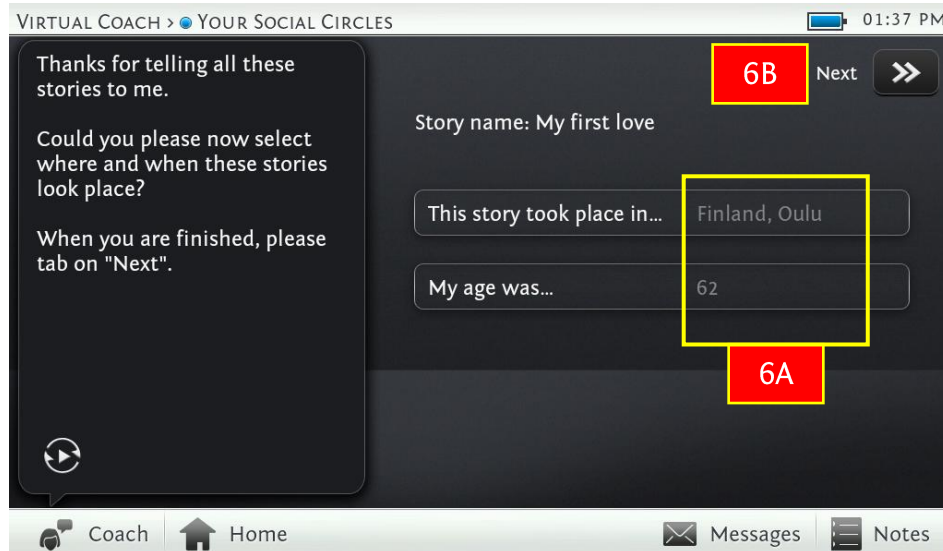 VIRTUAL COACH > YOUR SOCIAL CIRCLES
01:37 PM
Thanks for telling all these
stories to me.
Could you please now select
where and when these stories
look place?
When you are finished, please
tab on "Next".
6B
Next
Story name: My first love
This story took place in...
Finland, Oulu
My age was...
62
6A
Coach
Home
Messages
Notes